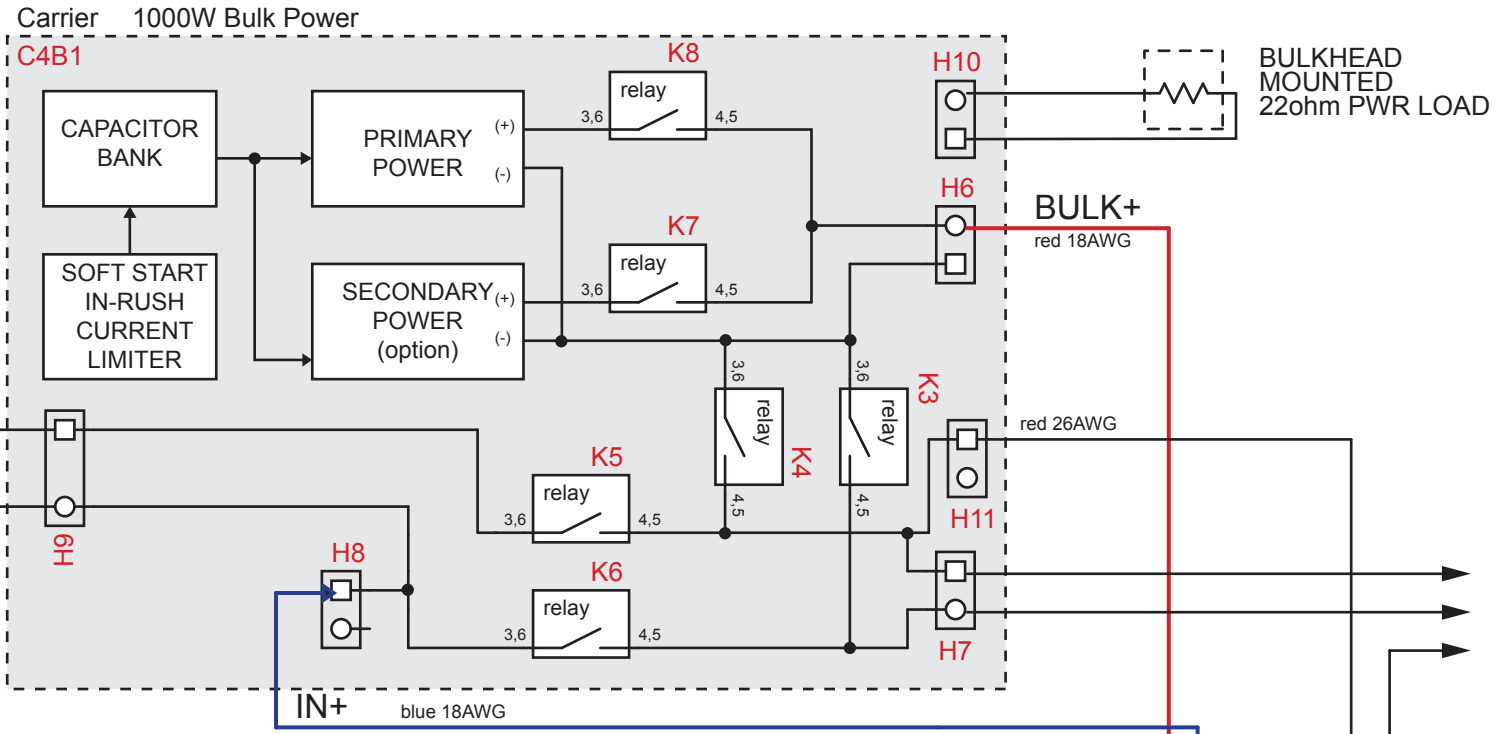 Carrier 1000W Bulk Power
C4B1
K8
H10
BULKHEAD
MOUNTED
22ohm PWR LOAD
relay
3,6
4,5
CAPACITOR
BANK
PRIMARY
POWER
(+)
(-)
H6
BULK+
red 18AWG
K7
relay
3,6
4,5
SOFT START
IN-RUSH
CURRENT
LIMITER
SECONDARY
POWER
(option)
(+)
(-)
3,6
relay
K4
4,5
3,6
relay
K3
4,5
red 26AWG
H11
K5
relay
3,6
4,5
H9
H8
K6
relay
3,6
4,5
H7
IN+
blue 18AWG